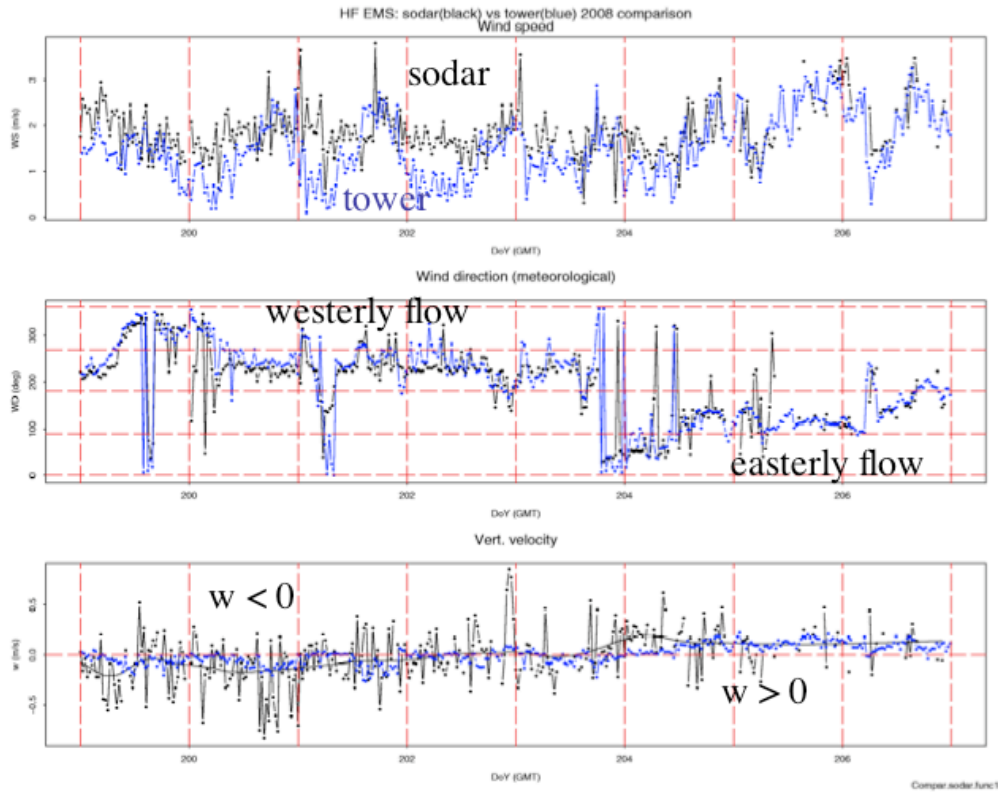 HF EMS: sodar(black) vs tower(blue) 2008 comparison
Wind speed
sodar
tower
WS (m/s)
0 1 2 3
200 202 204 206
DoY (GMT)
Wind direction (meteorological)
westerly flow
easterly flow
WD (deg)
0 100 200 300
200 202 204 206
DoY (GMT)
Vert. velocity
w < 0
w > 0
w (m/s)
-0.5 0.0 0.5
200 202 204 206
DoY (GMT)